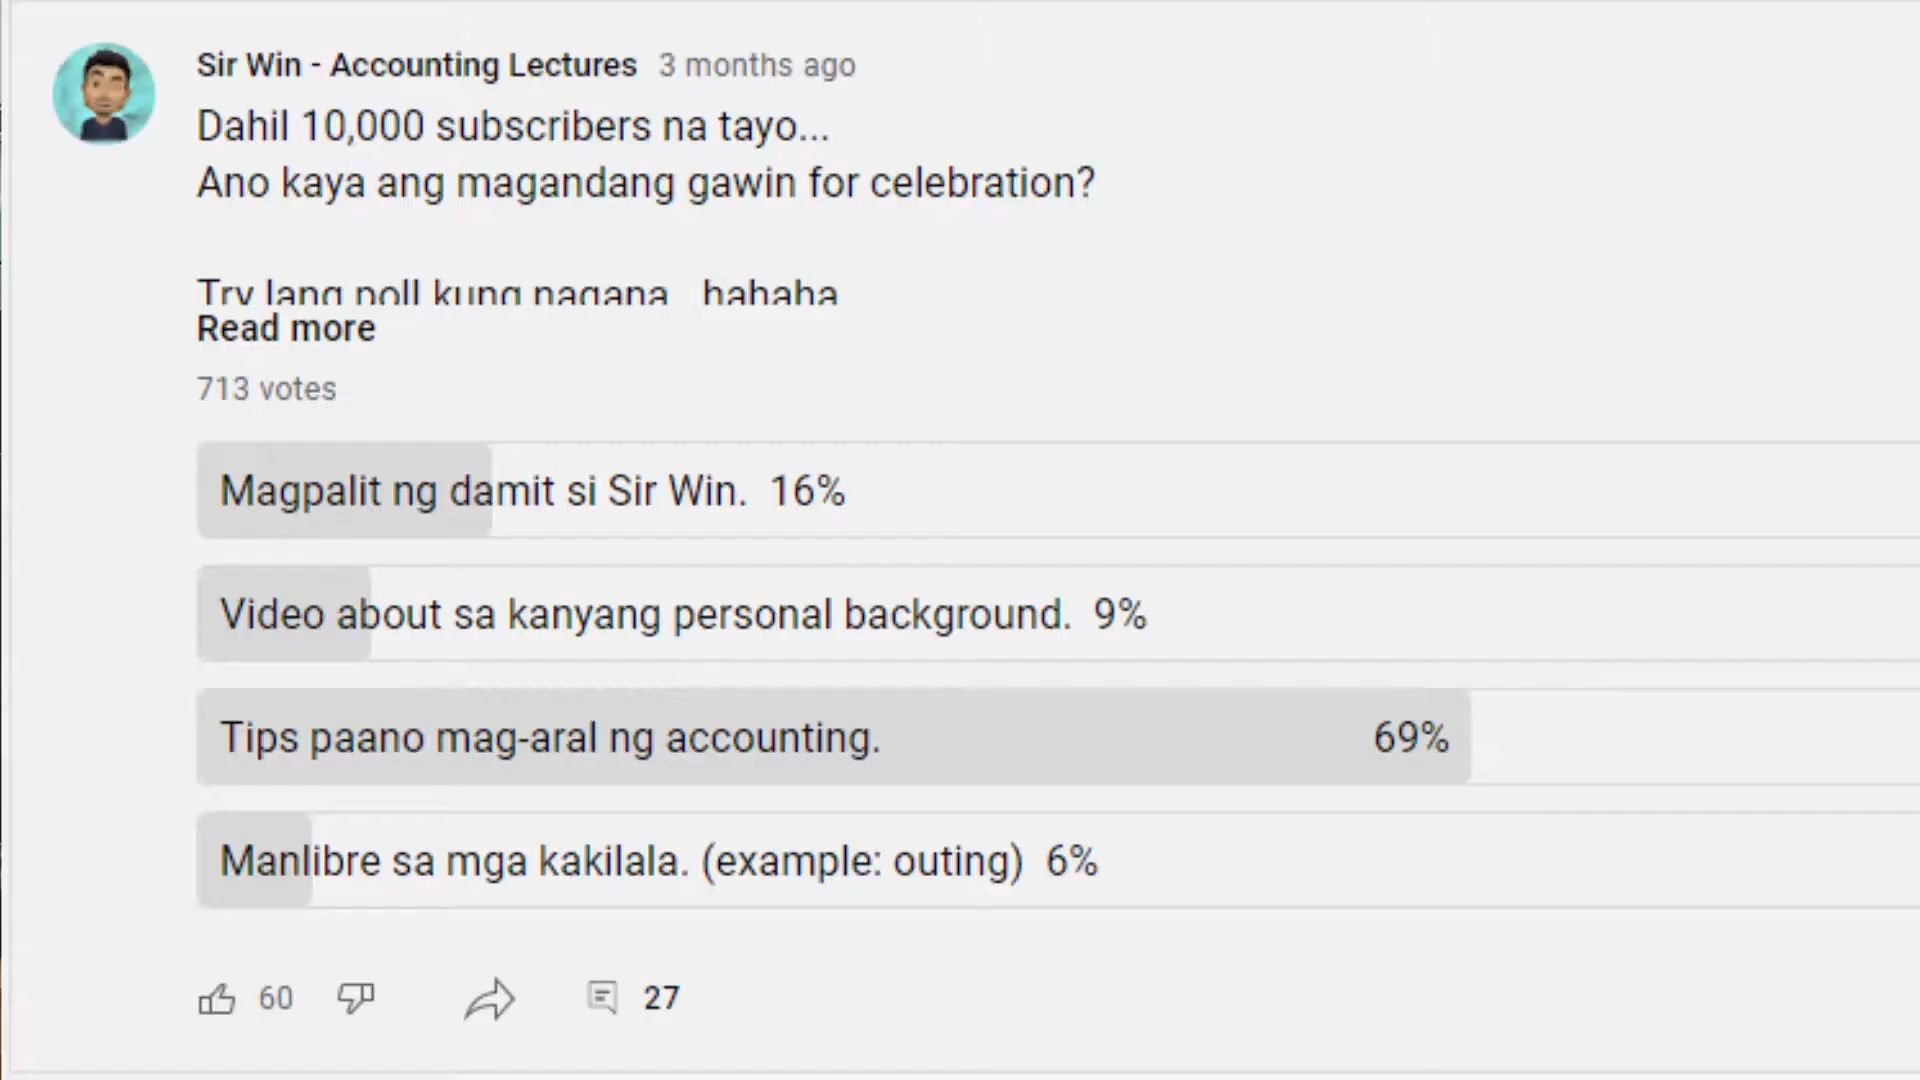 Sir Win - Accounting Lectures 3 months ago
Dahil 10,000 subscribers na tayo...
Ano kaya ang magandang gawin for celebration?
Try lang poll kung nagana hahaha
Read more
713 votes
Magpalit ng damit si Sir Win. 16%
Video about sa kanyang personal background. 9%
Tips paano mag-aral ng accounting. 69%
Manlibre sa mga kakilala. (example: outing) 6%
60 27